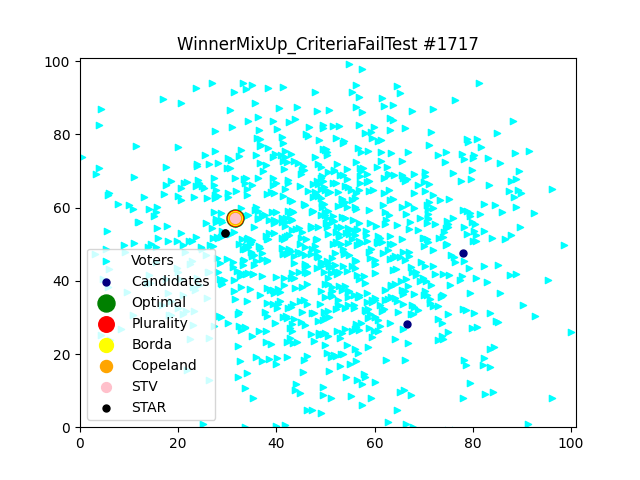 WinnerMixUp_CriteriaFailTest #1717
100
80
60
40
20
0
Voters
Candidates
Optimal
Plurality
Borda
Copeland
STV
STAR
0 20 40 60 80 100